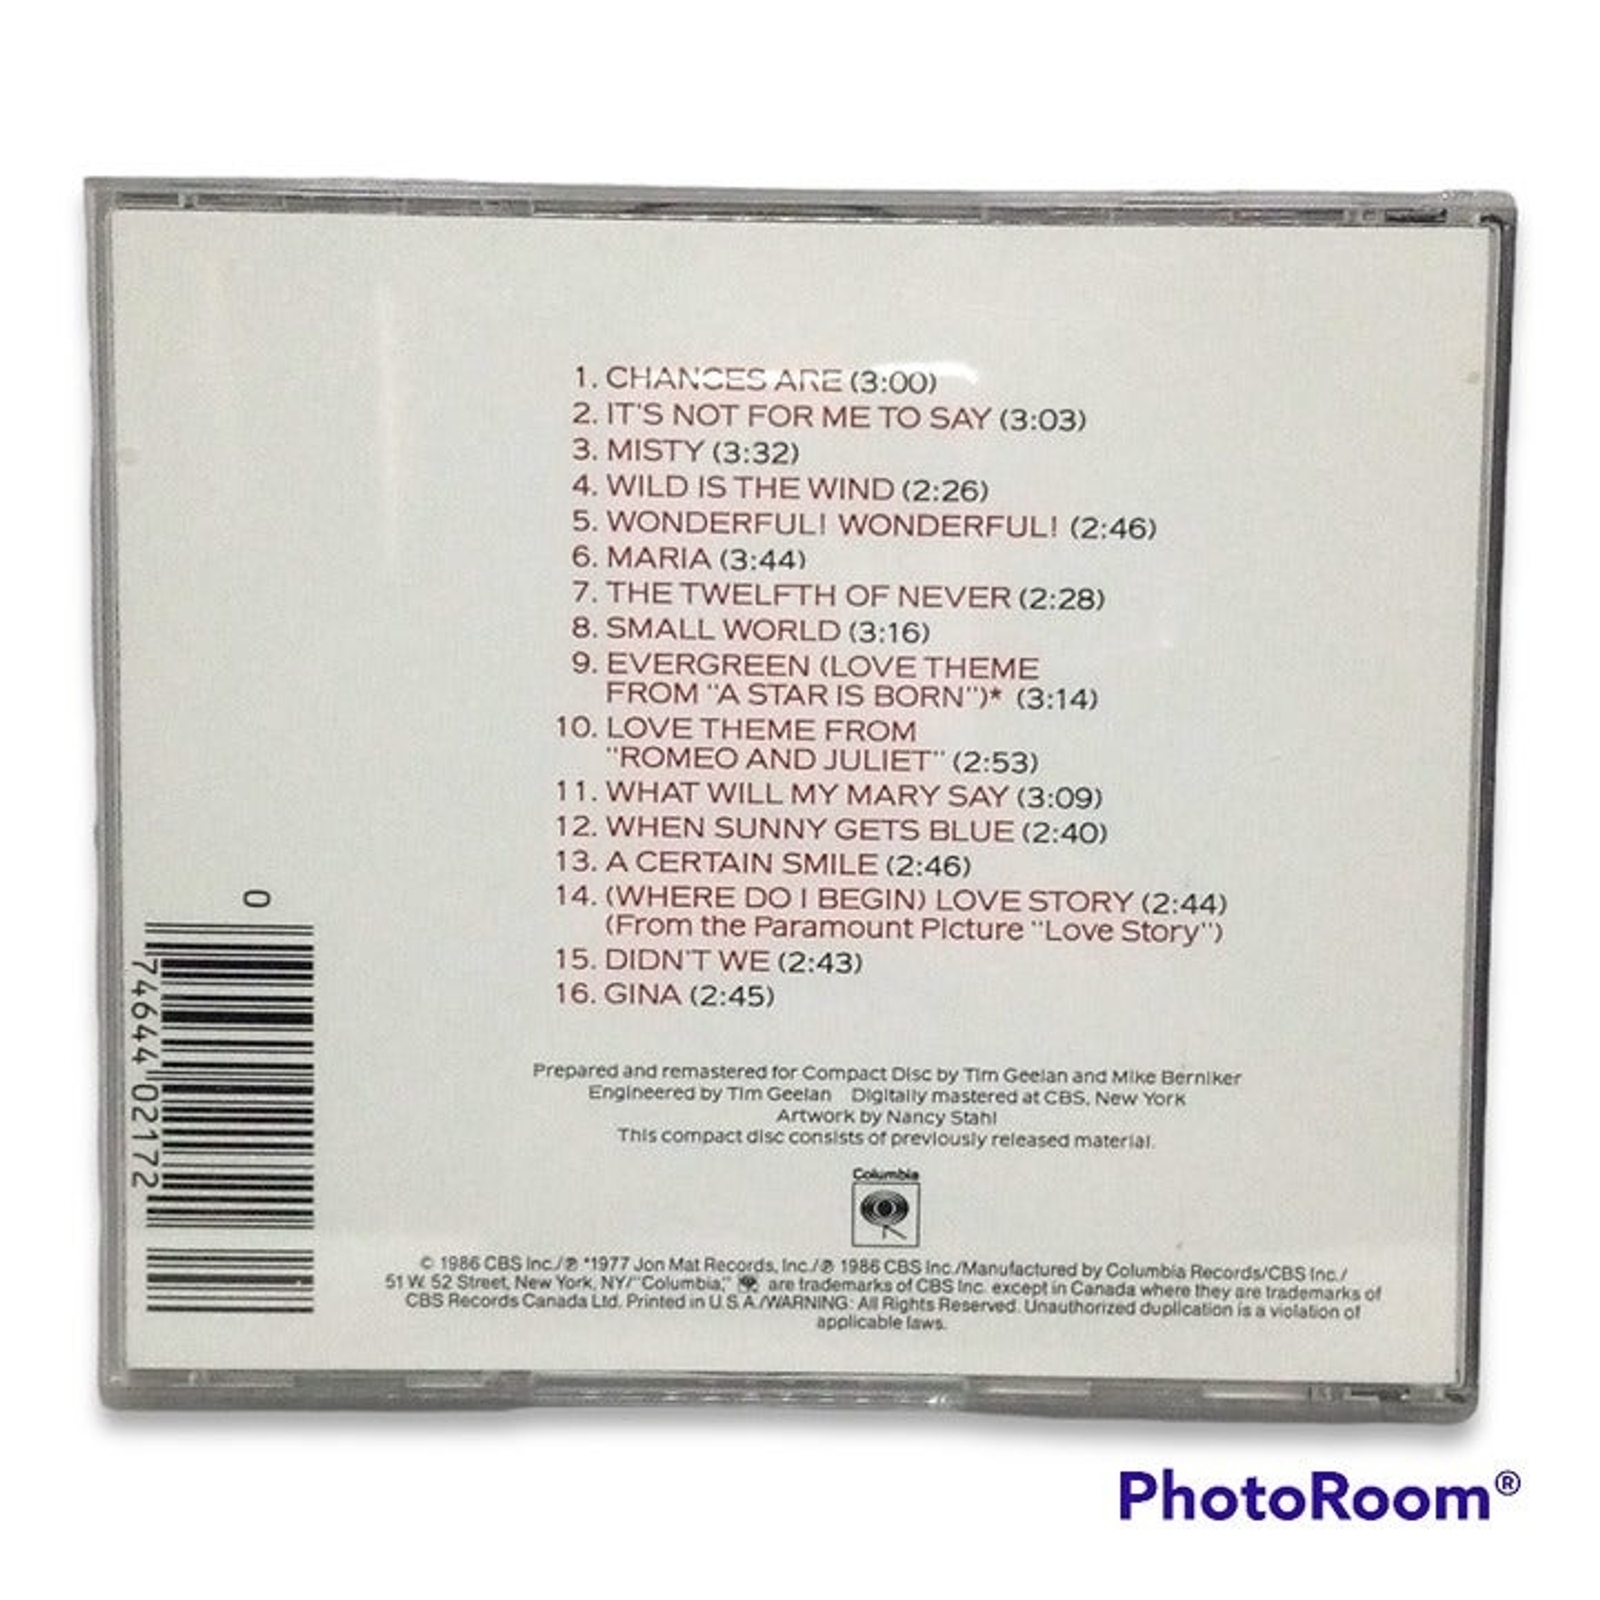 1. CHANCES ARE (3:00)
2. IT'S NOT FOR ME TO SAY (3:03)
3. MISTY (3:32)
4. WILD IS THE WIND (2:26)
5. WONDERFUL! WONDERFUL! (2:46)
6. MARIA (3:44)
7. THE TWELFTH OF NEVER (2:28)
8. SMALL WORLD (3:16)
9. EVERGREEN (LOVE THEME
FROM "A STAR IS BORN")* (3:14)
10. LOVE THEME FROM
"ROMEO AND JULIET" (2:53)
11. WHAT WILL MY MARY SAY (3:09)
12. WHEN SUNNY GETS BLUE (2:40)
13. A CERTAIN SMILE (2:46)
14. (WHERE DO I BEGIN) LOVE STORY (2:44)
(From the Paramount Picture "Love Story")
15. DIDN'T WE (2:43)
16. GINA (2:45)
0
74644 02172
Prepared and remastered for Compact Disc by Tim Geelan and Mike Berniker
Engineered by Tim Geelan Digitally mastered at CBS, New York
Artwork by Nancy Stahl
This compact disc consists of previously released material.
Columbia
© 1986 CBS Inc./℗ *1977 Jon Mat Records, Inc./℗ 1986 CBS Inc./Manufactured by Columbia Records/CBS Inc./
51 W. 52 Street, New York, NY/"Columbia," are trademarks of CBS Inc. except in Canada where they are trademarks of
CBS Records Canada Ltd. Printed in U.S.A./WARNING: All Rights Reserved. Unauthorized duplication is a violation of
applicable laws.
PhotoRoom®